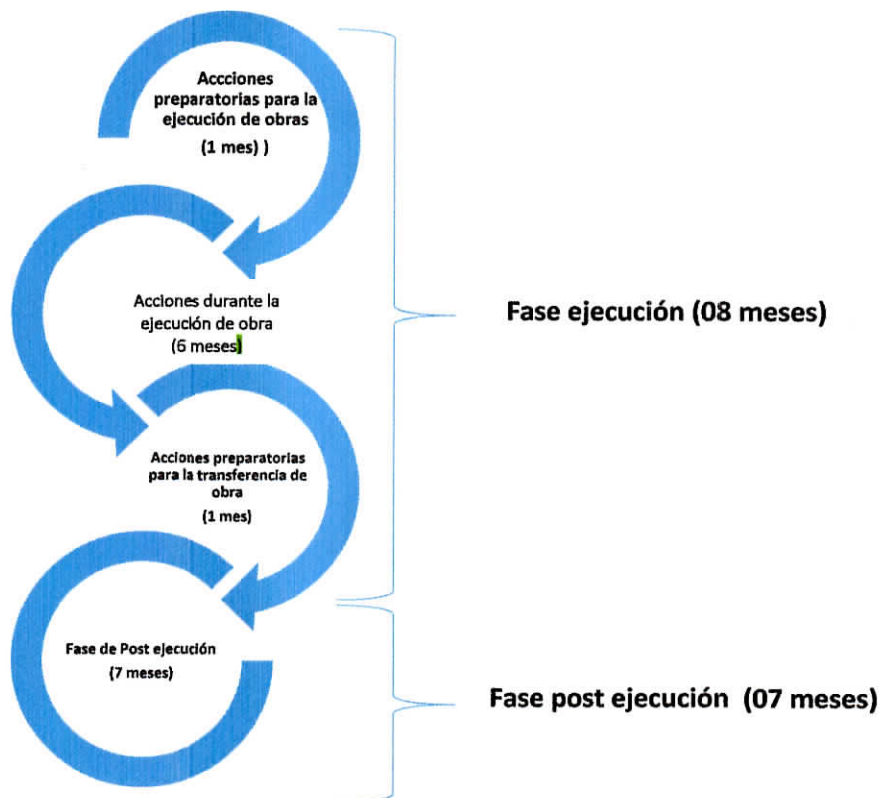 Accciones
preparatorias para la
ejecución de obras
(1 mes) )
Acciones durante la
ejecución de obra
(6 meses)
Fase ejecución (08 meses)
Acciones preparatorias
para la transferencia de
obra
(1 mes)
Fase de Post ejecución
(7 meses)
Fase post ejecución (07 meses)